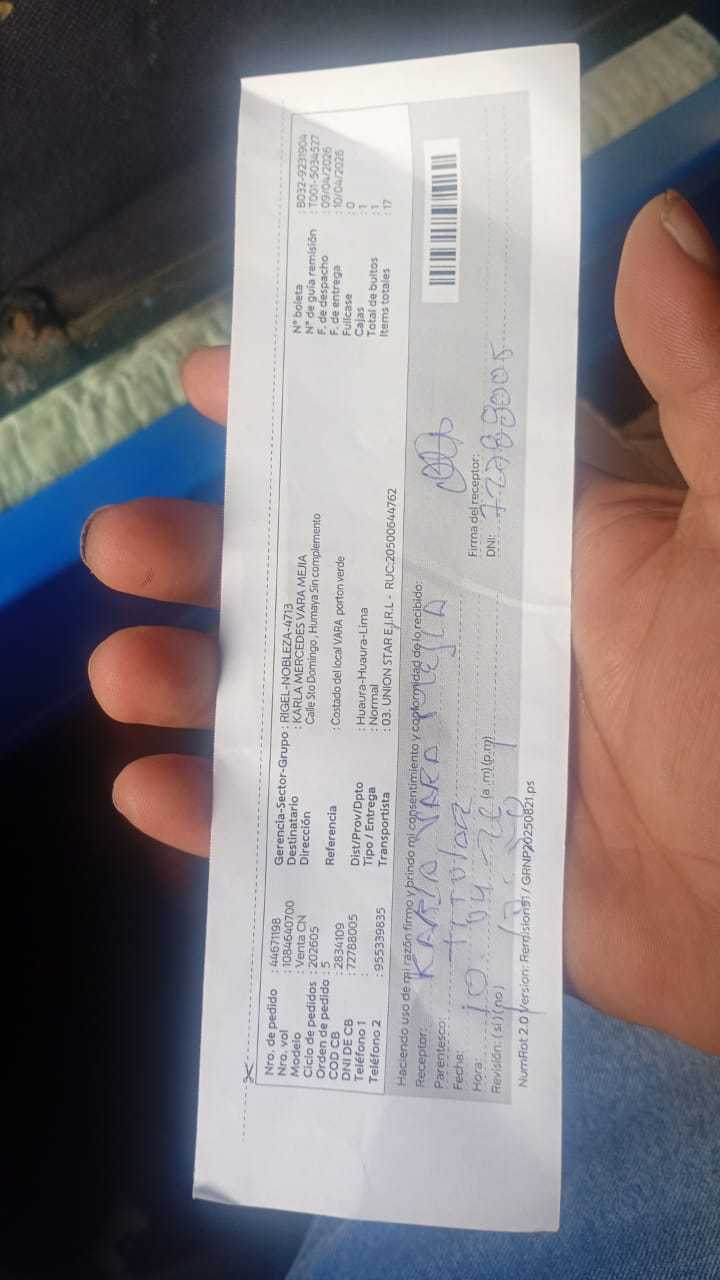 Nro. de pedido : 44671198
Nro. vol : 1084640700
Modelo : Venta CN
Ciclo de pedidos : 202605
Orden de pedido : 5
COD CB : 2834109
DNI DE CB : 72788005
Teléfono 1 :
Teléfono 2 : 955339835
Gerencia-Sector-Grupo : RIGEL-NOBLEZA-4713
Destinatario : KARLA MERCEDES VARA MEJIA
Dirección Calle Sto Domingo , Humaya Sin complemento
Referencia : Costado del local VARA porton verde
Dist/Prov/Dpto : Huaura-Huaura-Lima
Tipo / Entrega : Normal
Transportista : 03. UNION STAR E.I.R.L - RUC:20500644762
N° boleta : B032-9231904
N° de guía remisión : T001-5034527
F. de despacho : 09/04/2026
F. de entrega : 10/04/2026
Fullcase : 0
Cajas : 1
Total de bultos : 1
Items totales : 17
Haciendo uso de mi razón firmo y brindo mi consentimiento y conformidad de lo recibido:
Receptor: KARLA VARA MEJIA
Parentesco: Titular
Fecha: 10-04-26
Hora: (a .m) (p.m)
Revisión: ( si ) ( no )
Firma del receptor:
DNI: 72788005
NumRot 2.0 Version: Rerdision91 / GRNP20250821.ps